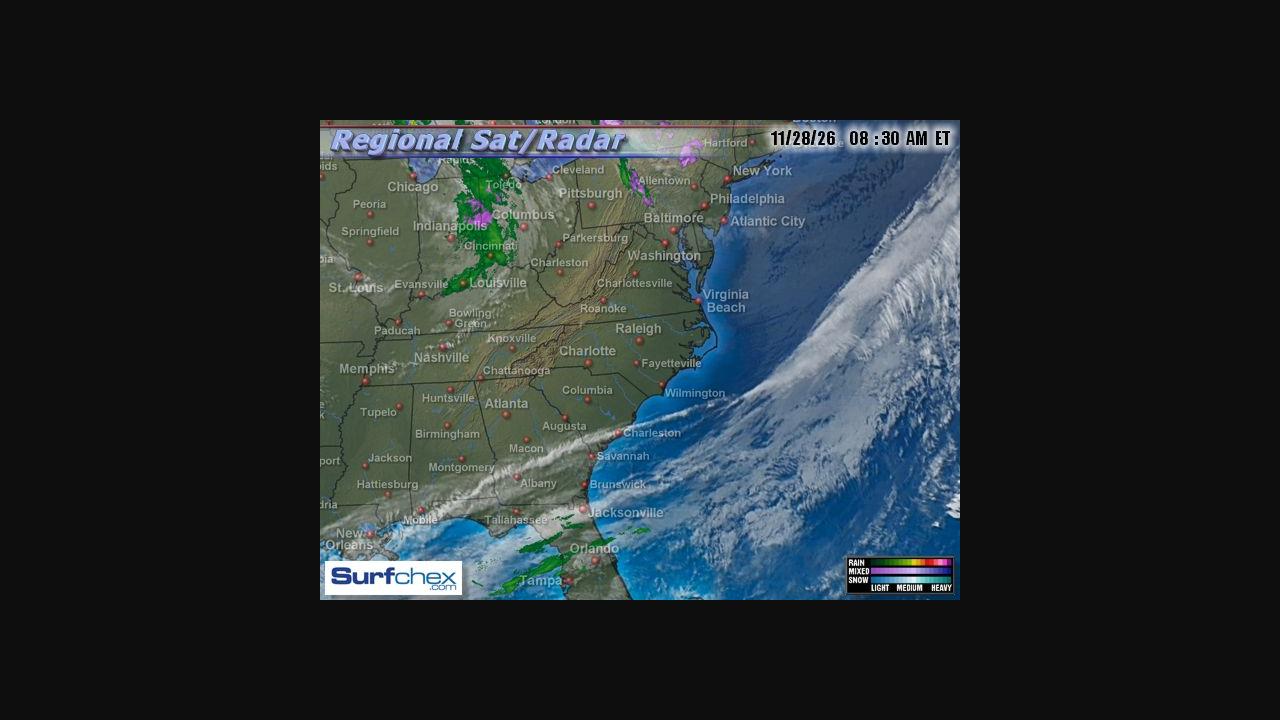 Regional Sat/Radar
11/28/26 08 : 30 AM ET
London
Hartford
Rapids
Cleveland
Toledo
Chicago
Allentown
New York
Pittsburgh
Peoria
Philadelphia
Columbus
Baltimore
Atlantic City
Indianapolis
Springfield
Parkersburg
Cincinnati
Washington
Charleston
St. Louis
Evansville
Louisville
Charlottesville
Virginia
Beach
Roanoke
Bowling
Green
Paducah
Raleigh
Knoxville
Nashville
Charlotte
Fayetteville
Memphis
Chattanooga
Columbia
Wilmington
Huntsville
Atlanta
Tupelo
Augusta
Birmingham
Charleston
Macon
Jackson
Savannah
Montgomery
Hattiesburg
Albany
Brunswick
Mobile
Tallahassee
Jacksonville
New
Orleans
Orlando
Tampa
Surfchex
.com
RAIN
MIXED
SNOW
LIGHT MEDIUM HEAVY